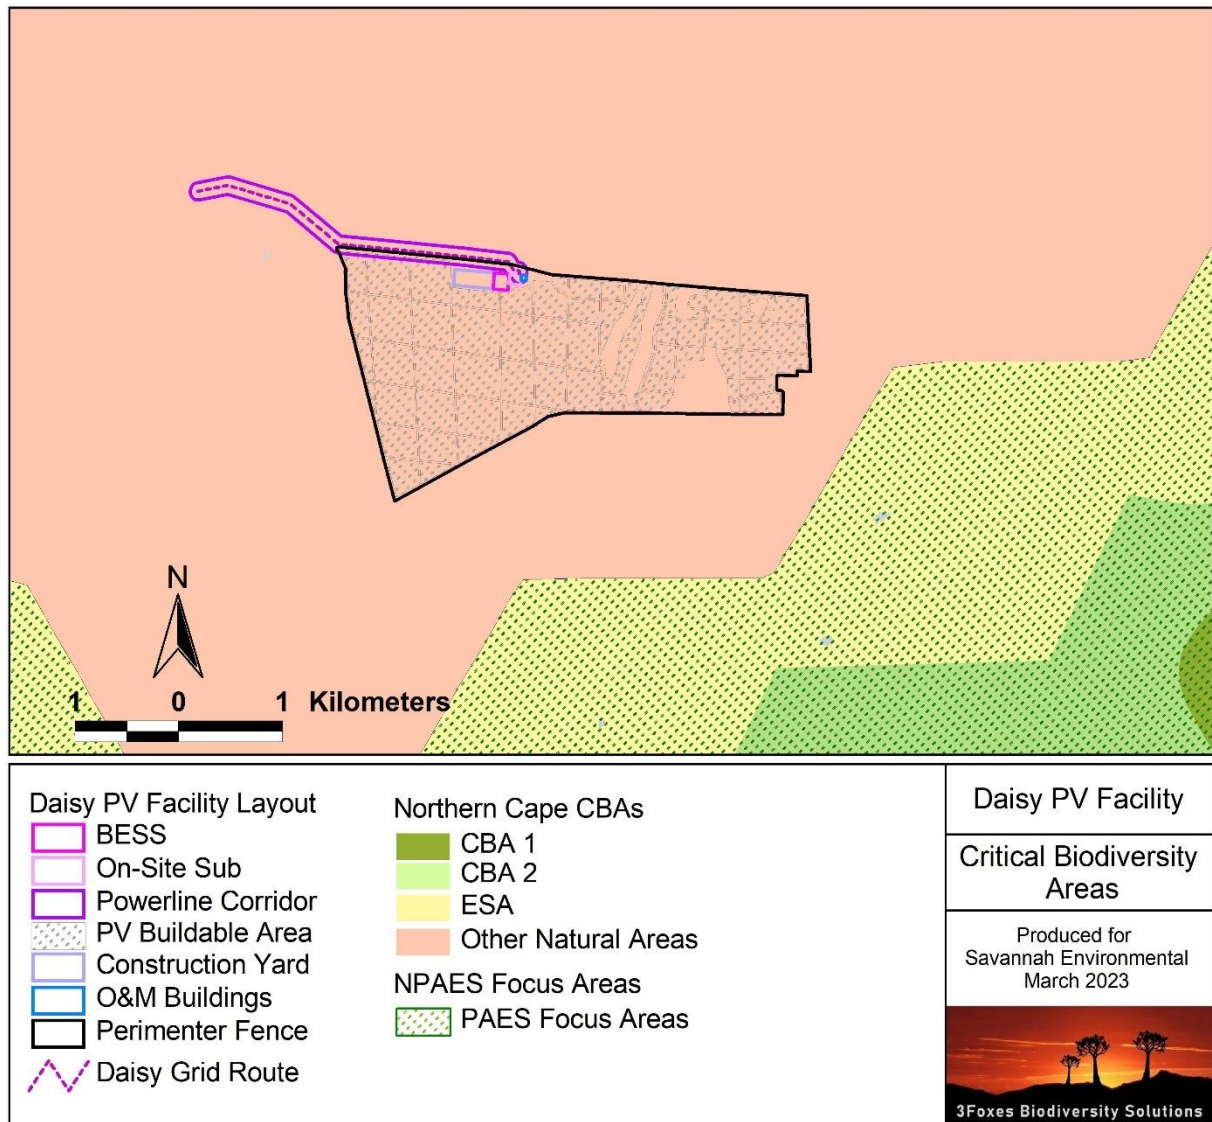 N
1 0 1 Kilometers
Daisy PV Facility Layout
BESS
On-Site Sub
Powerline Corridor
PV Buildable Area
Construction Yard
O&M Buildings
Perimenter Fence
Daisy Grid Route
Northern Cape CBAs
CBA 1
CBA 2
ESA
Other Natural Areas
NPAES Focus Areas
PAES Focus Areas
Daisy PV Facility
Critical Biodiversity
Areas
Produced for
Savannah Environmental
March 2023
3Foxes Biodiversity Solutions